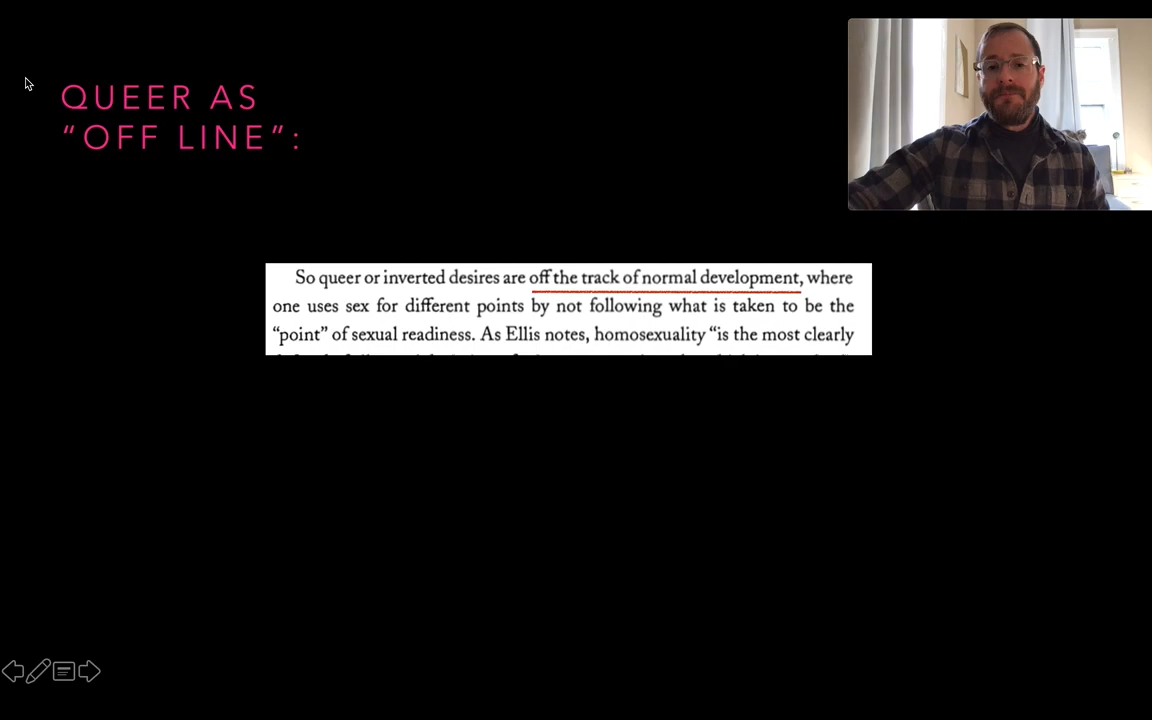 QUEER AS
“OFF LINE”:
So queer or inverted desires are off the track of normal development, where
one uses sex for different points by not following what is taken to be the
“point” of sexual readiness. As Ellis notes, homosexuality “is the most clearly